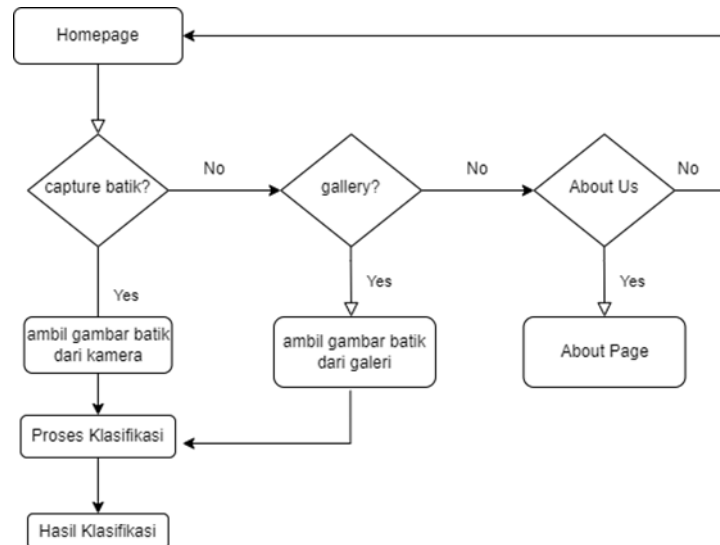 Homepage
capture batik?
No
gallery?
No
About Us
No
Yes
Yes
Yes
ambil gambar batik
dari kamera
ambil gambar batik
dari galeri
About Page
Proses Klasifikasi
Hasil Klasifikasi